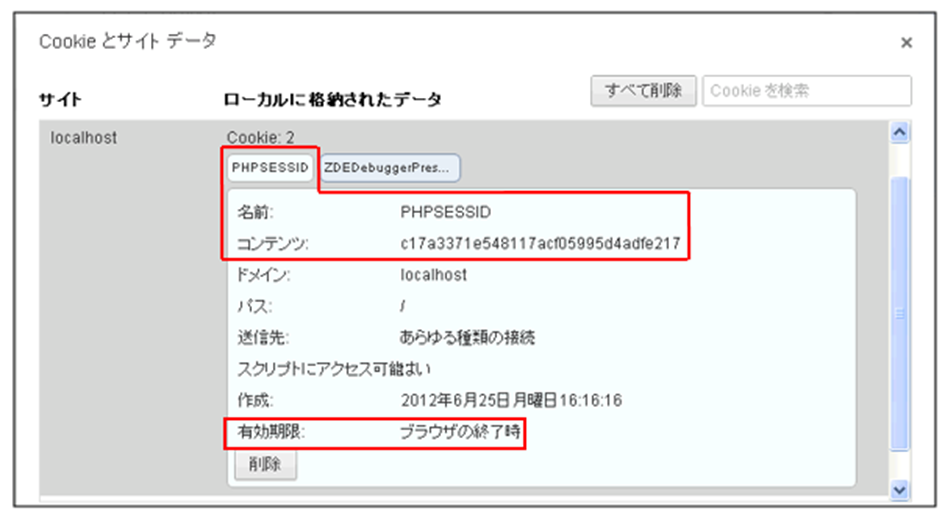 Cookie とサイト データ
×
サイト ローカルに格納されたデータ すべて削除 Cookie を検索
localhost Cookie: 2
PHPSESSID ZDEDebuggerPres...
名前: PHPSESSID
コンテンツ: c17a3371e548117acf05995d4adfe217
ドメイン: localhost
パス: /
送信先: あらゆる種類の接続
スクリプトにアクセス可能はい
作成: 2012年6月25日月曜日16:16:16
有効期限: ブラウザの終了時
削除